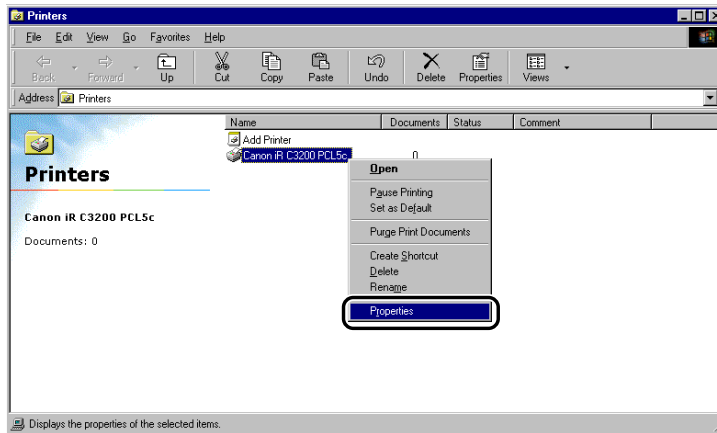 Printers
File Edit View Go Favorites Help
Back Forward Up Cut Copy Paste Undo Delete Properties Views
Address Printers
Name Documents Status Comment
Add Printer
Canon iR C3200 PCL5c 0
Printers
Canon iR C3200 PCL5c
Documents: 0
Open
Pause Printing
Set as Default
Purge Print Documents
Create Shortcut
Delete
Rename
Properties
Displays the properties of the selected items.